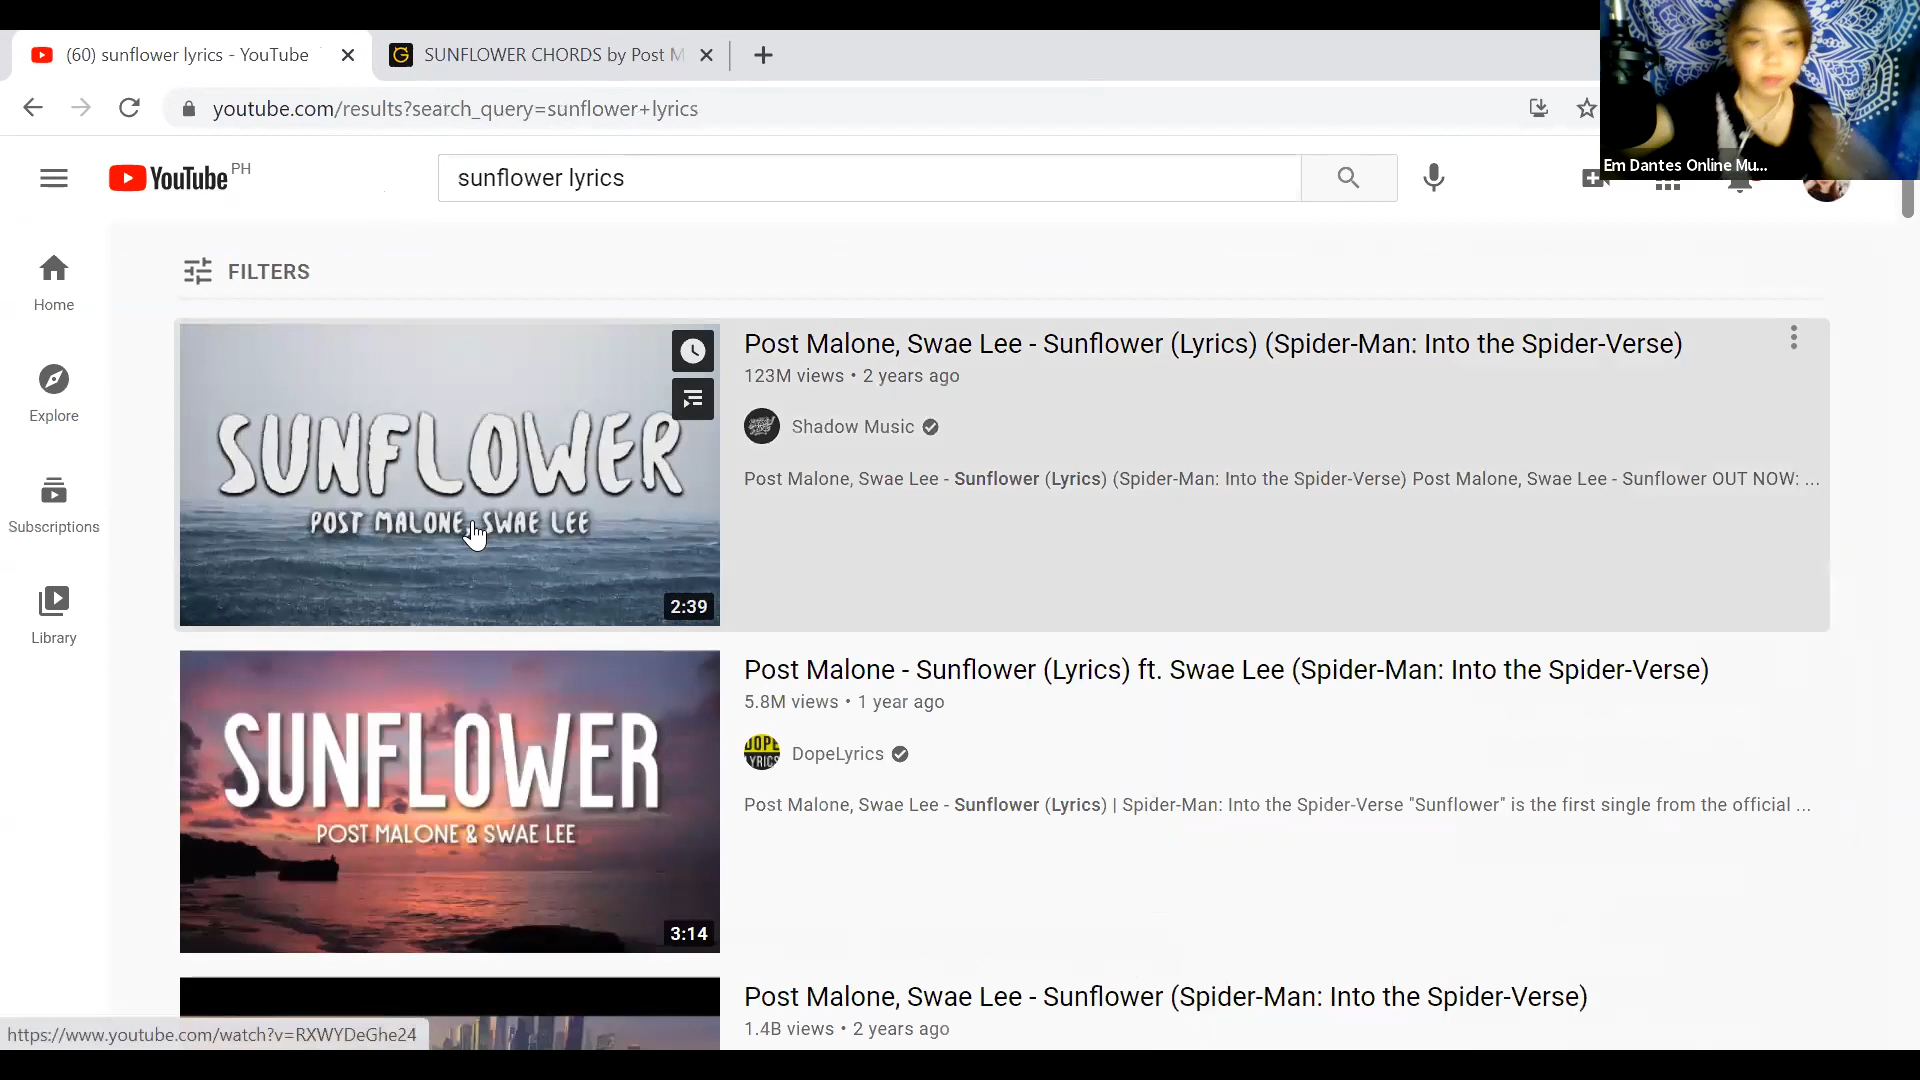 (60) sunflower lyrics - YouTube
SUNFLOWER CHORDS by Post M
youtube.com/results?search_query=sunflower+lyrics
Em Dantes Online Mu...
YouTube PH
sunflower lyrics
FILTERS
Home
Explore
Subscriptions
Library
SUNFLOWER
POST MALONE, SWAE LEE
2:39
Post Malone, Swae Lee - Sunflower (Lyrics) (Spider-Man: Into the Spider-Verse)
123M views • 2 years ago
Shadow Music
Post Malone, Swae Lee - Sunflower (Lyrics) (Spider-Man: Into the Spider-Verse) Post Malone, Swae Lee - Sunflower OUT NOW: ...
SUNFLOWER
POST MALONE & SWAE LEE
3:14
Post Malone - Sunflower (Lyrics) ft. Swae Lee (Spider-Man: Into the Spider-Verse)
5.8M views • 1 year ago
DOPE
LYRICS
DopeLyrics
Post Malone, Swae Lee - Sunflower (Lyrics) | Spider-Man: Into the Spider-Verse "Sunflower" is the first single from the official ...
Post Malone, Swae Lee - Sunflower (Spider-Man: Into the Spider-Verse)
1.4B views • 2 years ago
https://www.youtube.com/watch?v=RXWYDeGhe24